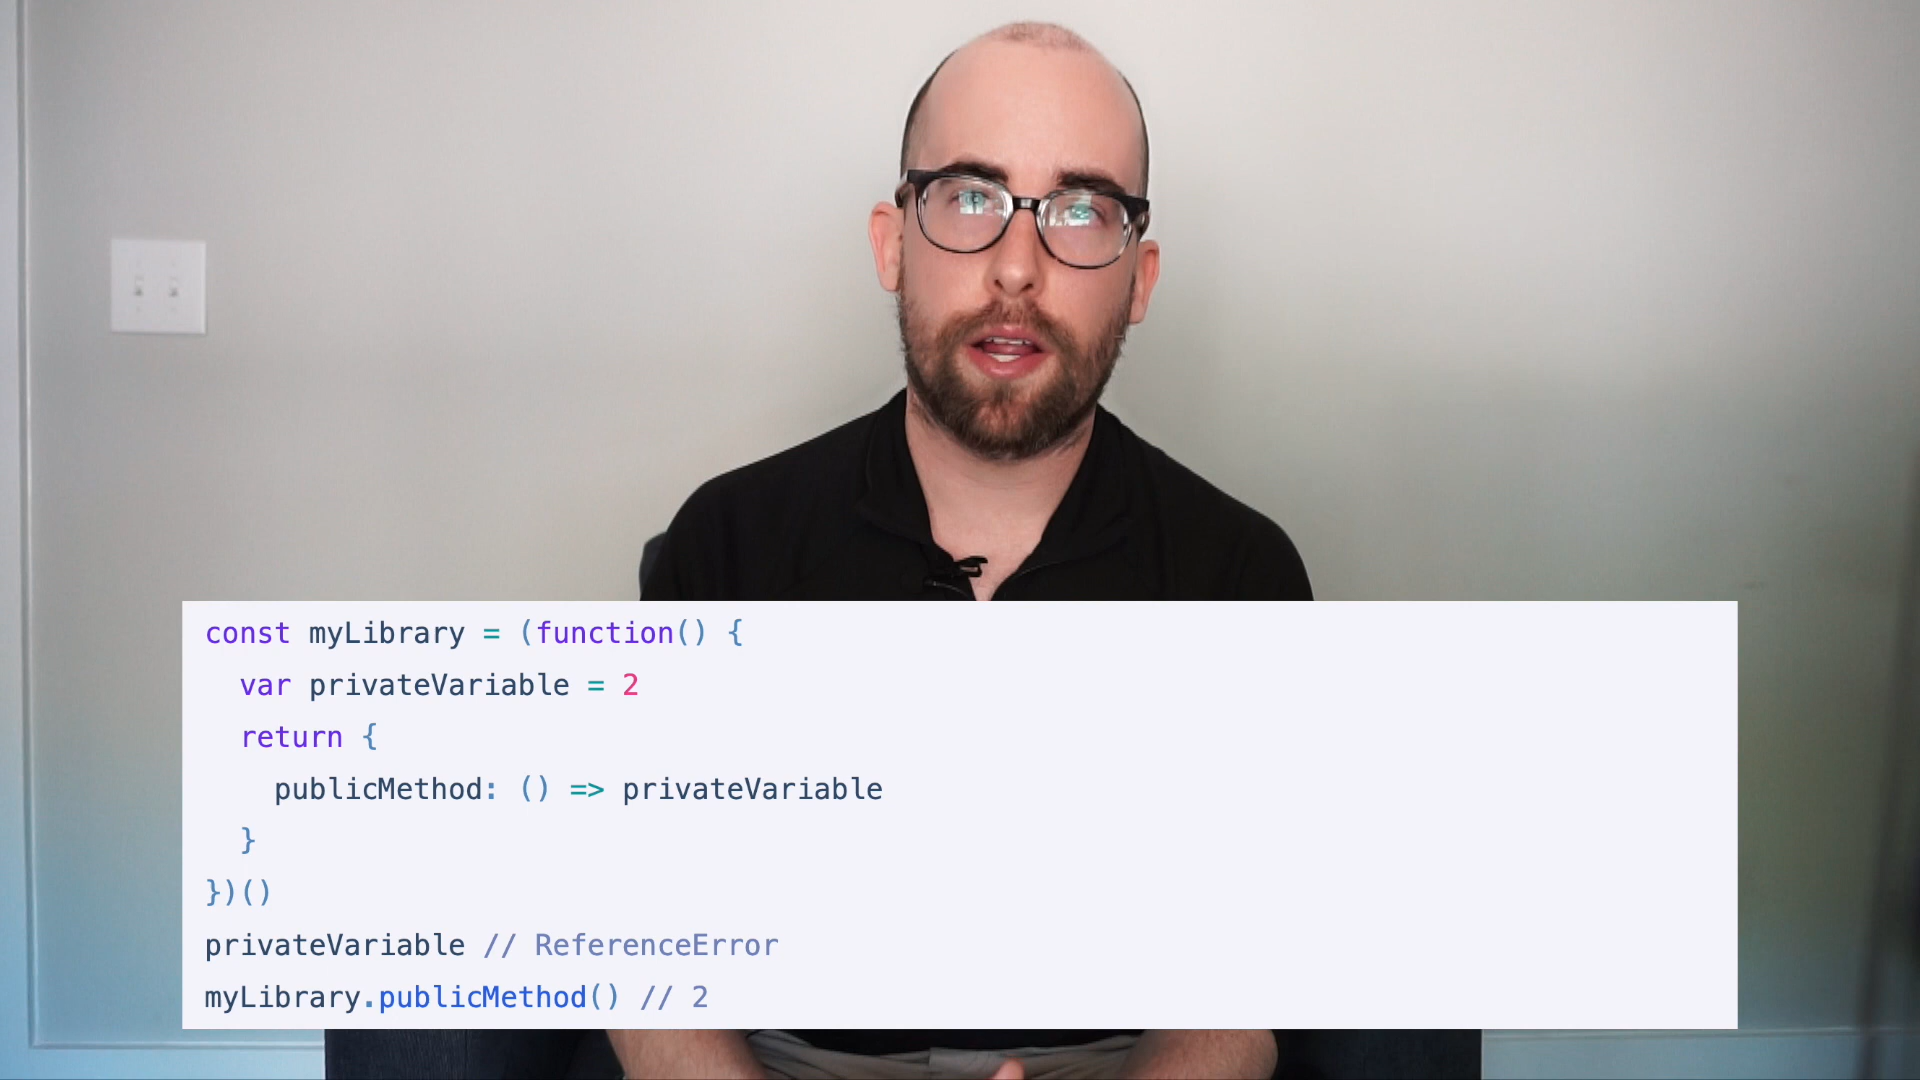 const myLibrary = (function() {
  var privateVariable = 2
  return {
    publicMethod: () => privateVariable
  }
})()
privateVariable // ReferenceError
myLibrary.publicMethod() // 2